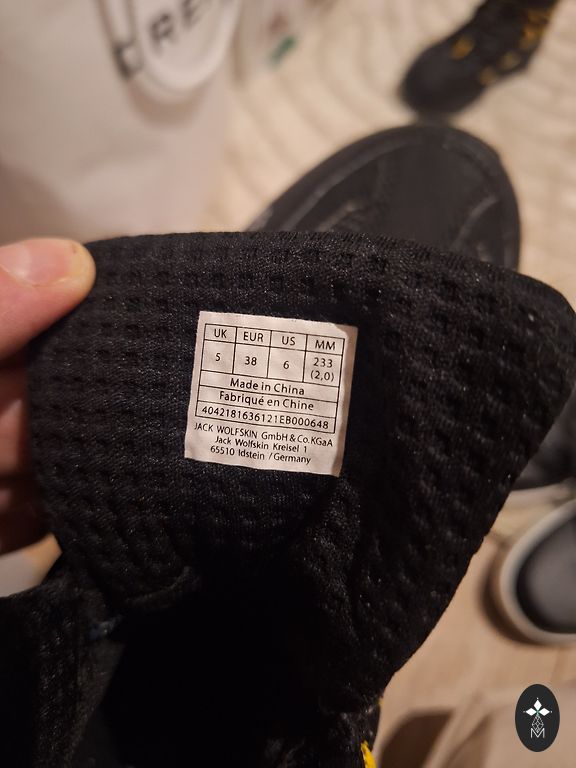 UK EUR US MM
5 38 6 233
(2,0)
Made in China
Fabriqué en Chine
4042181636121EB000648
JACK WOLFSKIN GmbH & Co. KGaA
Jack Wolfskin Kreisel 1
65510 Idstein / Germany